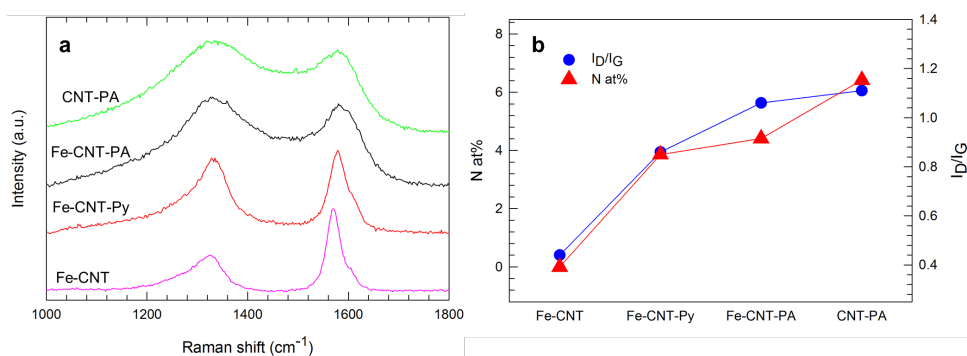 a
CNT-PA
Fe-CNT-PA
Fe-CNT-Py
Fe-CNT
Intensity (a.u.)
1000 1200 1400 1600 1800
Raman shift (cm⁻¹)
b
I_D/I_G
N at%
8
6
4
2
0
N at%
1.4
1.2
1.0
0.8
0.6
0.4
I_D/I_G
Fe-CNT Fe-CNT-Py Fe-CNT-PA CNT-PA